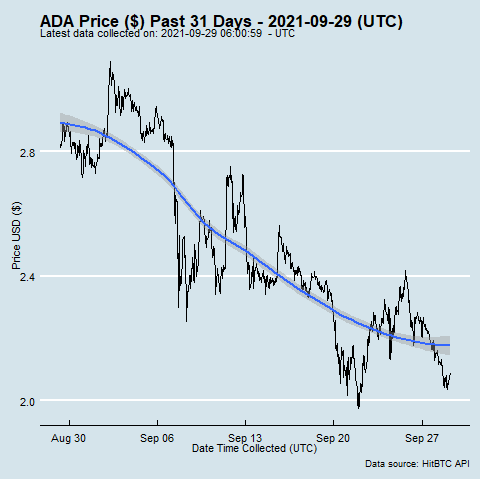 ADA Price ($) Past 31 Days - 2021-09-29 (UTC)
Latest data collected on: 2021-09-29 06:00:59 - UTC
Price USD ($)
2.8
2.4
2.0
Aug 30
Sep 06
Sep 13
Sep 20
Sep 27
Date Time Collected (UTC)
Data source: HitBTC API